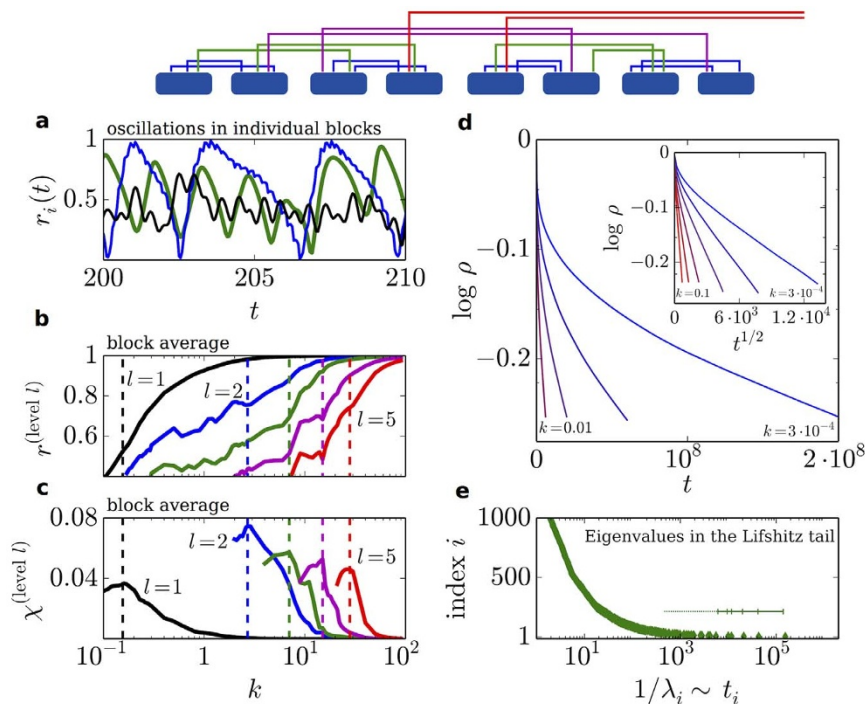 a
oscillations in individual blocks
1
0.5
r_i(t)
200
205
210
t
b
block average
1
0.8
0.6
r^(level l)
l=1
l=2
l=5
c
block average
0.08
0.04
χ^(level l)
l=1
l=2
l=5
10^−1
1
10^1
10^2
k
d
0
−0.1
−0.2
log ρ
k=0.01
k=3·10^−4
0
10^8
2·10^8
t
0
−0.1
−0.2
log ρ
k=0.1
k=3·10^−4
0
6·10^3
1.2·10^4
t^1/2
e
Eigenvalues in the Lifshitz tail
1000
500
1
index i
10^1
10^3
10^5
1/λ_i ∼ t_i